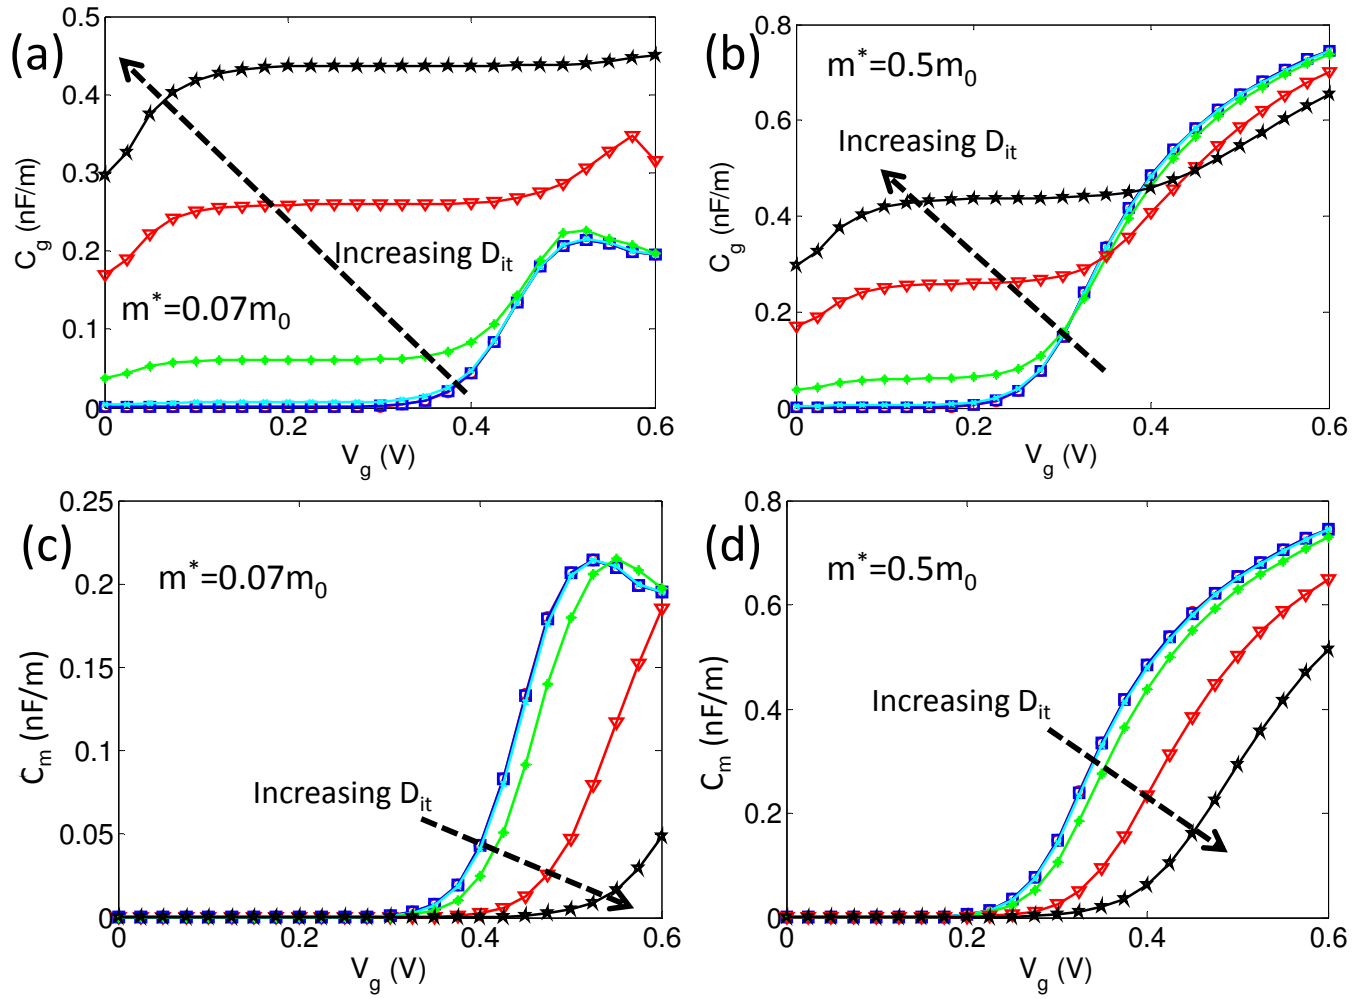 (a)
0.5
0.4
0.3
0.2
0.1
0
C_g (nF/m)
Increasing D_it
m*=0.07m_0
0 0.2 0.4 0.6
V_g (V)
(b)
0.8
0.6
0.4
0.2
0
C_g (nF/m)
m*=0.5m_0
Increasing D_it
0 0.2 0.4 0.6
V_g (V)
(c)
0.25
0.2
0.15
0.1
0.05
0
C_m (nF/m)
m*=0.07m_0
Increasing D_it
0 0.2 0.4 0.6
V_g (V)
(d)
0.8
0.6
0.4
0.2
0
C_m (nF/m)
m*=0.5m_0
Increasing D_it
0 0.2 0.4 0.6
V_g (V)